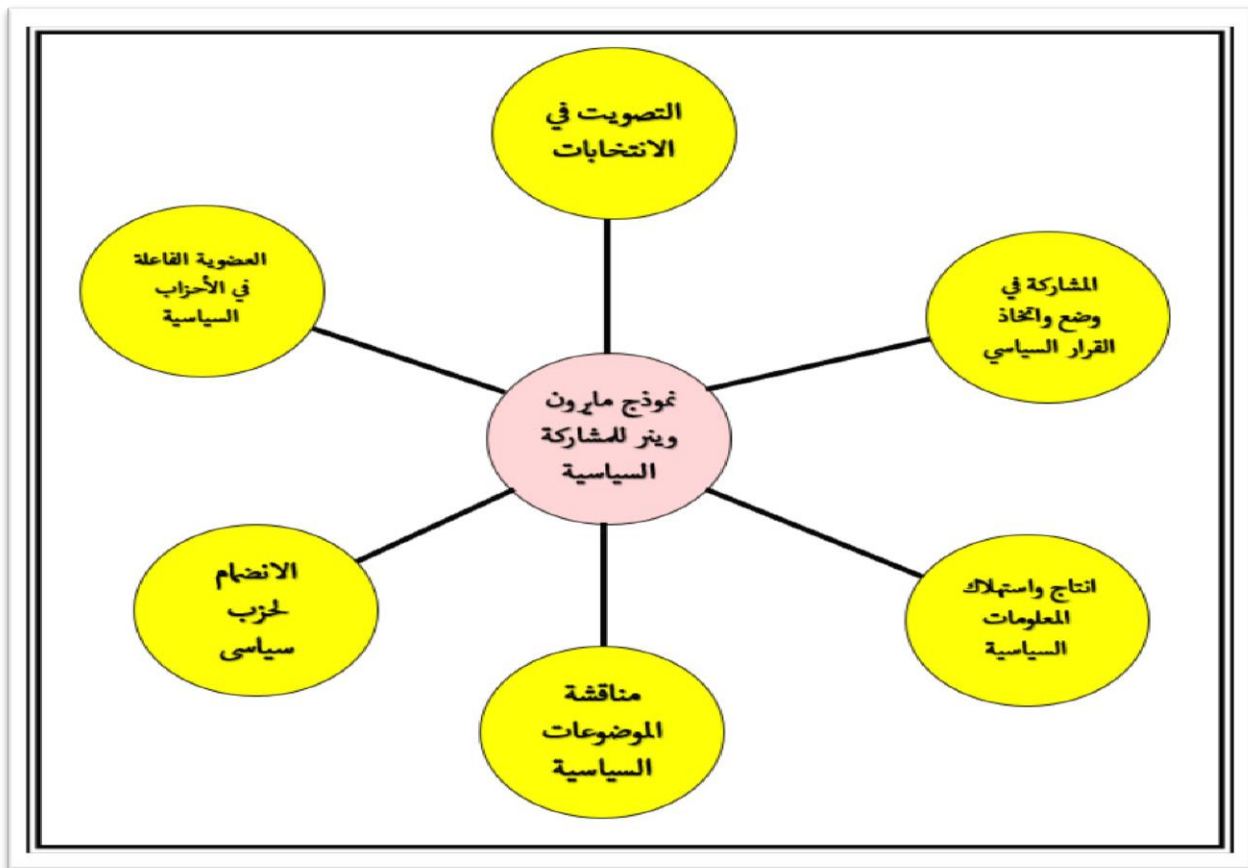 التصويت في
الانتخابات
المشاركة في
وضع واتخاذ
القرار السياسي
العضوية الفاعلة
في الأحزاب
السياسية
نموذج مايرون
وينر للمشاركة
السياسية
انتاج واستهلاك
المعلومات
السياسية
الانضمام
لحزب
سياسى
مناقشة
الموضوعات
السياسية